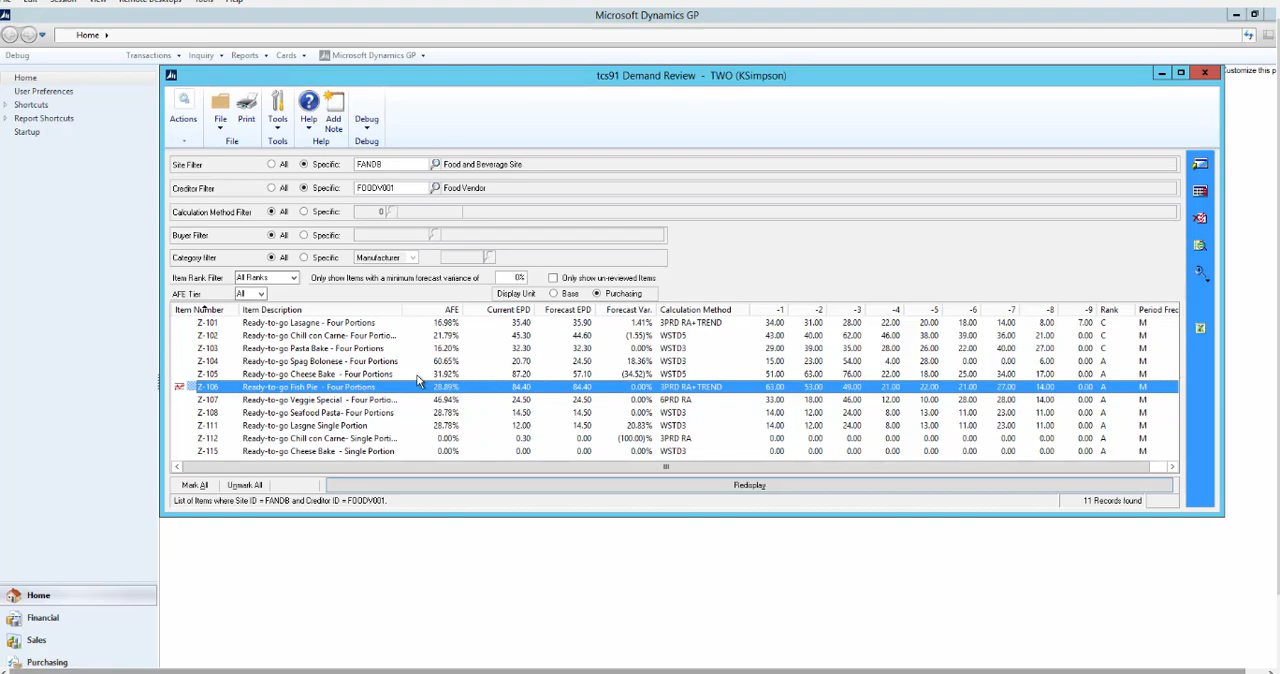 File Edit Session View Remote Desktops Tools Help
Microsoft Dynamics GP
Home
Debug Transactions Inquiry Reports Cards Microsoft Dynamics GP
Customize this p
Home
User Preferences
Shortcuts
Report Shortcuts
Startup
Home
Financial
Sales
Purchasing
tcs91 Demand Review - TWO (KSimpson)
Actions File Print Tools Help Add Note Debug
File Tools Help Debug
Site Filter All Specific: FANDB Food and Beverage Site
Creditor Filter All Specific: FOODV001 Food Vendor
Calculation Method Filter All Specific: 0
Buyer Filter All Specific:
Category filter All Specific Manufacturer
Item Rank Filter All Ranks Only show Items with a minimum forecast variance of 0% Only show un-reviewed Items
AFE Tier All Display Unit Base Purchasing
Item Number Item Description AFE Current EPD Forecast EPD Forecast Var. Calculation Method -1 -2 -3 -4 -5 -6 -7 -8 -9 Rank Period Frec
Z-101 Ready-to-go Lasagne - Four Portions 16.98% 35.40 35.90 1.41% 3PRD RA+TREND 34.00 31.00 28.00 22.00 20.00 18.00 14.00 8.00 7.00 C M
Z-102 Ready-to-go Chill con Carne - Four Portio... 21.79% 45.30 44.60 (1.55)% WSTD5 51.00 42.00 46.00 62.00 38.00 39.00 36.00 21.00 0.00 C M
Z-103 Ready-to-go Pasta Bake - Four Portions 16.20% 32.30 32.30 0.00% WSTD3 29.00 39.00 35.00 28.00 26.00 22.00 40.00 27.00 0.00 C M
Z-104 Ready-to-go Spag Bolonese - Four Portions 60.65% 20.70 24.50 18.36% WSTD3 15.00 23.00 54.00 4.00 28.00 0.00 0.00 6.00 0.00 A M
Z-105 Ready-to-go Cheese Bake - Four Portions 31.92% 87.20 57.10 (34.52)% WSTD5 51.00 63.00 76.00 32.00 18.00 25.00 34.00 17.00 0.00 A M
Z-106 Ready-to-go Fish Pie - Four Portions 28.89% 84.40 84.40 0.00% 3PRD RA+TREND 63.00 53.00 49.00 21.00 22.00 21.00 27.00 14.00 0.00 A M
Z-107 Ready-to-go Veggie Special - Four Portio... 46.94% 24.50 24.50 0.00% 6PRD RA 33.00 18.00 46.00 12.00 10.00 28.00 28.00 11.00 0.00 A M
Z-108 Ready-to-go Seafood Pasta- Four Portions 28.78% 14.50 14.50 0.00% WSTD3 14.00 12.00 24.00 8.00 13.00 11.00 23.00 11.00 0.00 A M
Z-111 Ready-to-go Lasgne Single Portion 28.78% 12.00 14.50 20.83% WSTD3 14.00 12.00 24.00 8.00 13.00 11.00 23.00 11.00 0.00 A M
Z-112 Ready-to-go Chill con Carne- Single Porti... 0.00% 0.30 0.00 (100.00)% 3PRD RA 0.00 0.00 0.00 0.00 0.00 0.00 0.00 0.00 0.00 A M
Z-115 Ready-to-go Cheese Bake - Single Portion 0.00% 0.00 0.00 0.00% WSTD5 0.00 0.00 0.00 0.00 0.00 0.00 0.00 0.00 0.00 A M
Mark All Unmark All Redisplay
List of Items where Site ID = FANDB and Creditor ID = FOODV001. 11 Records found